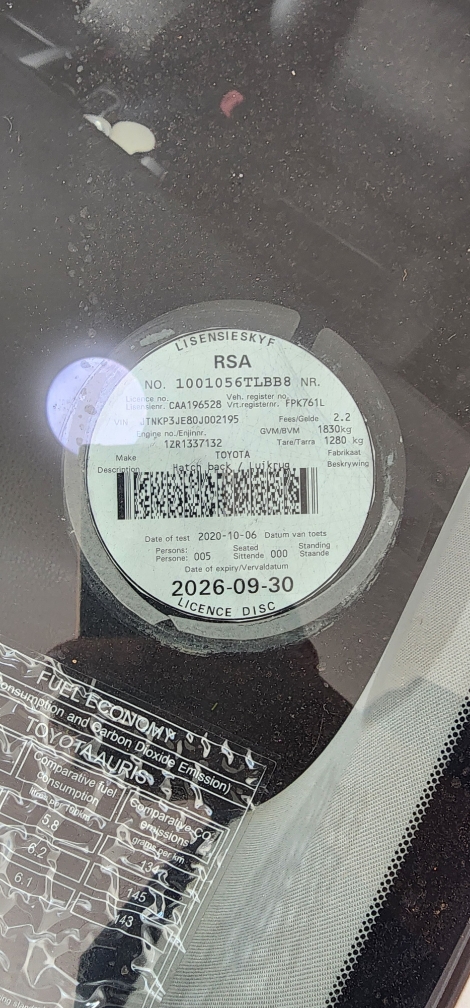 LISENSIESKYF
RSA
NO. 1001056TLBB8 NR.
Licence no. Veh. register no.
Lisensienr. CAA196528 Vrt.registernr. FPK761L
VIN JTNKP3JE80J002195 Fees/Gelde 2.2
Engine no./Enjinnr. GVM/BVM 1830kg
1ZR1337132 Tare/Tarra 1280 kg
Make TOYOTA Fabrikaat
Description Hatch back / Luikrug Beskrywing
Date of test 2020-10-06 Datum van toets
Persons: Seated Standing
Persone: 005 Sittende 000 Staande
Date of expiry/Vervaldatum
2026-09-30
LICENCE DISC
FUEL ECONOMY
onsumption and Carbon Dioxide Emission)
TOYOTA AURIS
Comparative fuel Comparative CO2
consumption emissions
litres per 100km grams per km
5.8 134
6.2 145
6.1 143